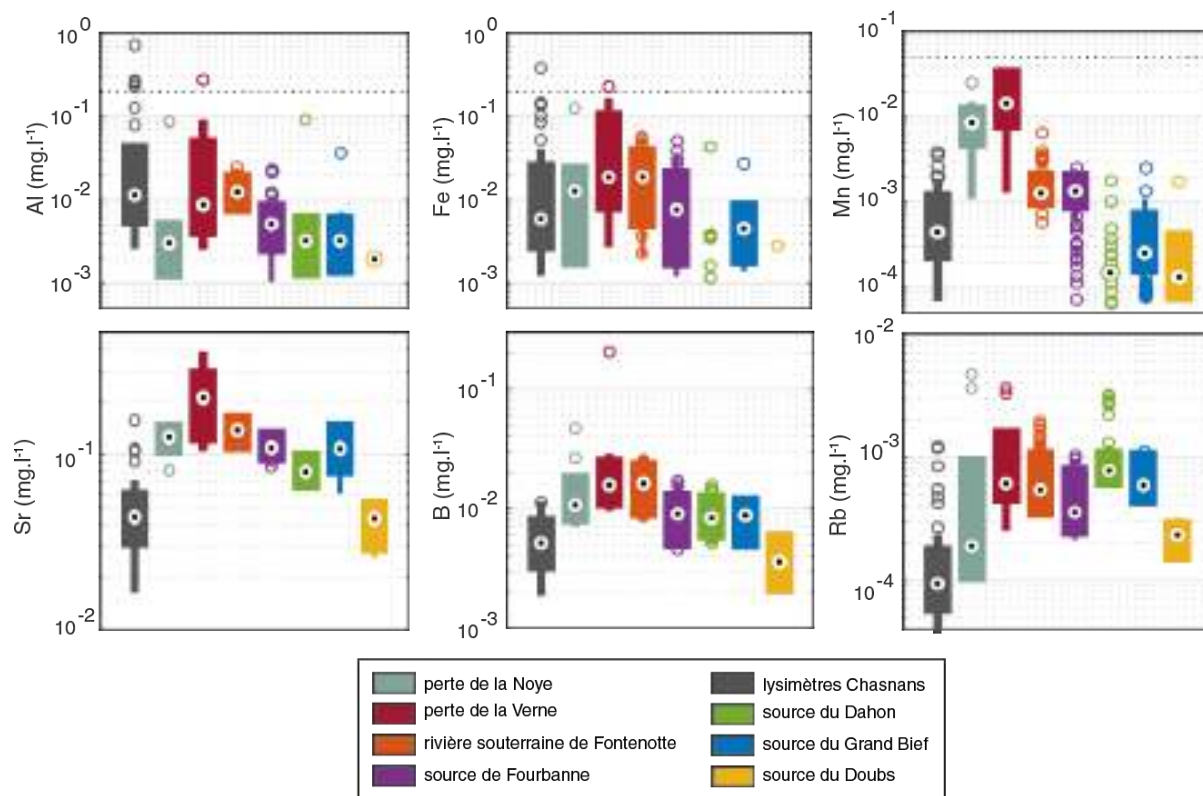 10⁰
10⁻¹
10⁻²
10⁻³
Al (mg.l⁻¹)
10⁰
10⁻¹
10⁻²
10⁻³
Fe (mg.l⁻¹)
10⁻¹
10⁻²
10⁻³
10⁻⁴
Mn (mg.l⁻¹)
10⁻¹
10⁻²
Sr (mg.l⁻¹)
10⁻¹
10⁻²
10⁻³
B (mg.l⁻¹)
10⁻²
10⁻³
10⁻⁴
Rb (mg.l⁻¹)
perte de la Noye
perte de la Verne
rivière souterraine de Fontenotte
source de Fourbanne
lysimètres Chasnans
source du Dahon
source du Grand Bief
source du Doubs